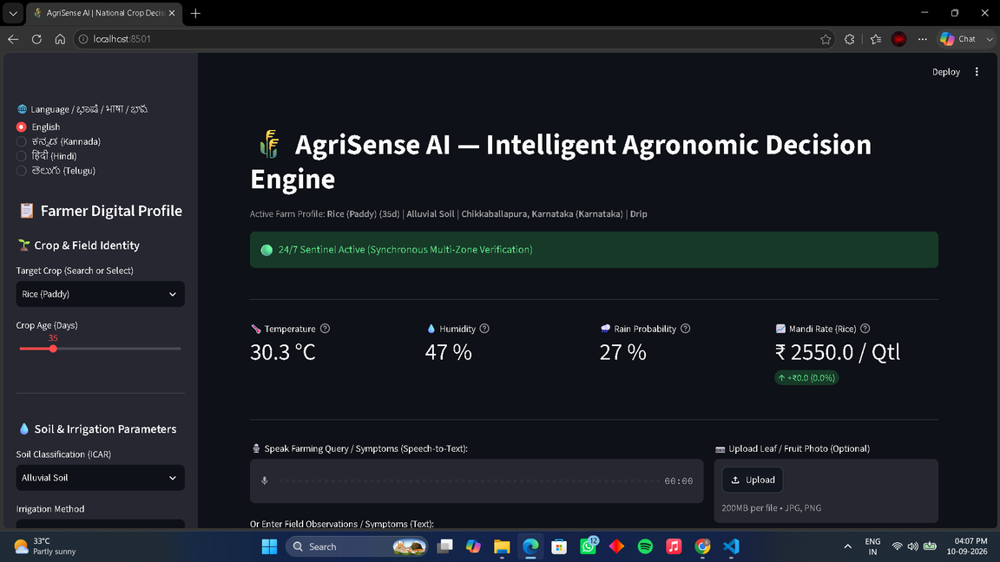 AgriSense AI | National Crop Decis
localhost:8501
Chat
Deploy
Language / ಭಾಷೆ / भाषा / భాష
English
ಕನ್ನಡ (Kannada)
हिंदी (Hindi)
తెలుగు (Telugu)
Farmer Digital Profile
Crop & Field Identity
Target Crop (Search or Select)
Rice (Paddy)
Crop Age (Days)
35
Soil & Irrigation Parameters
Soil Classification (ICAR)
Alluvial Soil
Irrigation Method
AgriSense AI — Intelligent Agronomic Decision
Engine
Active Farm Profile: Rice (Paddy) (35d) | Alluvial Soil | Chikkaballapura, Karnataka (Karnataka) | Drip
24/7 Sentinel Active (Synchronous Multi-Zone Verification)
Temperature
30.3 °C
Humidity
47 %
Rain Probability
27 %
Mandi Rate (Rice)
₹ 2550.0 / Qtl
↑ +₹0.0 (0.0%)
Speak Farming Query / Symptoms (Speech-to-Text):
00:00
Upload Leaf / Fruit Photo (Optional)
Upload
200MB per file • JPG, PNG
Or Enter Field Observations / Symptoms (Text):
33°C
Partly sunny
Search
12
ENG
IN
04:07 PM
10-09-2026